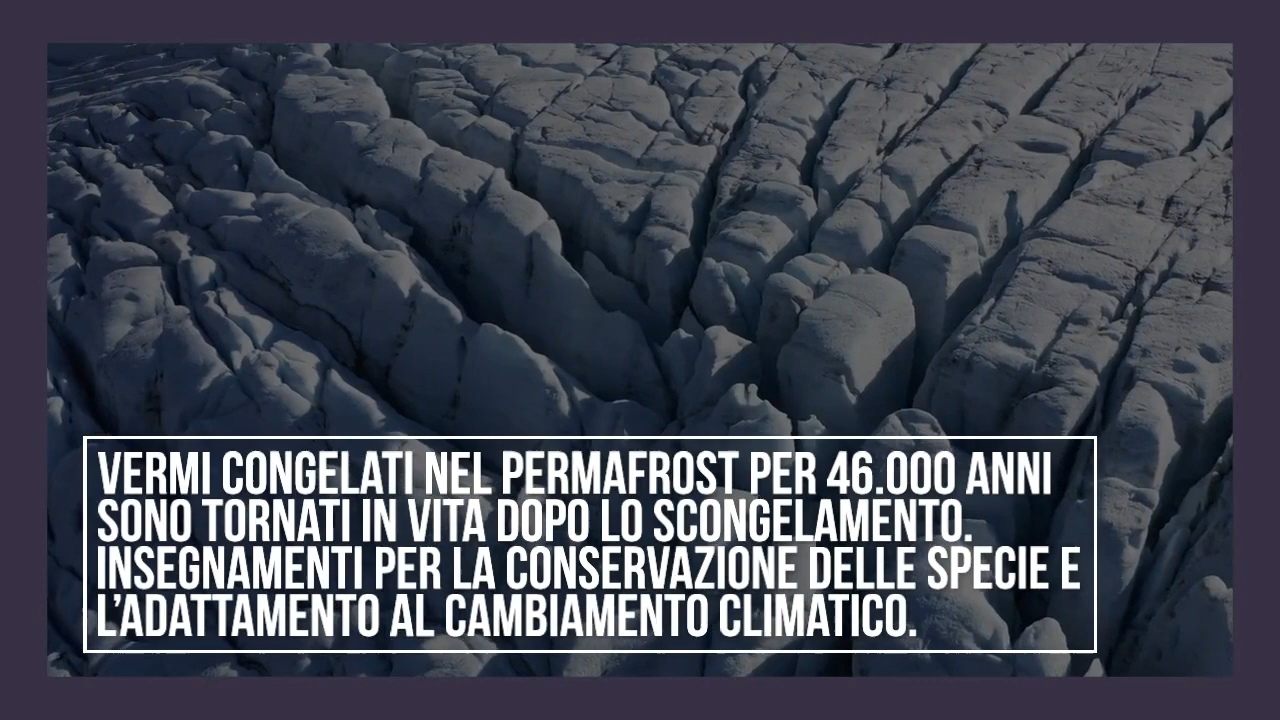 VERMI CONGELATI NEL PERMAFROST PER 46.000 ANNI
SONO TORNATI IN VITA DOPO LO SCONGELAMENTO.
INSEGNAMENTI PER LA CONSERVAZIONE DELLE SPECIE E
L'ADATTAMENTO AL CAMBIAMENTO CLIMATICO.